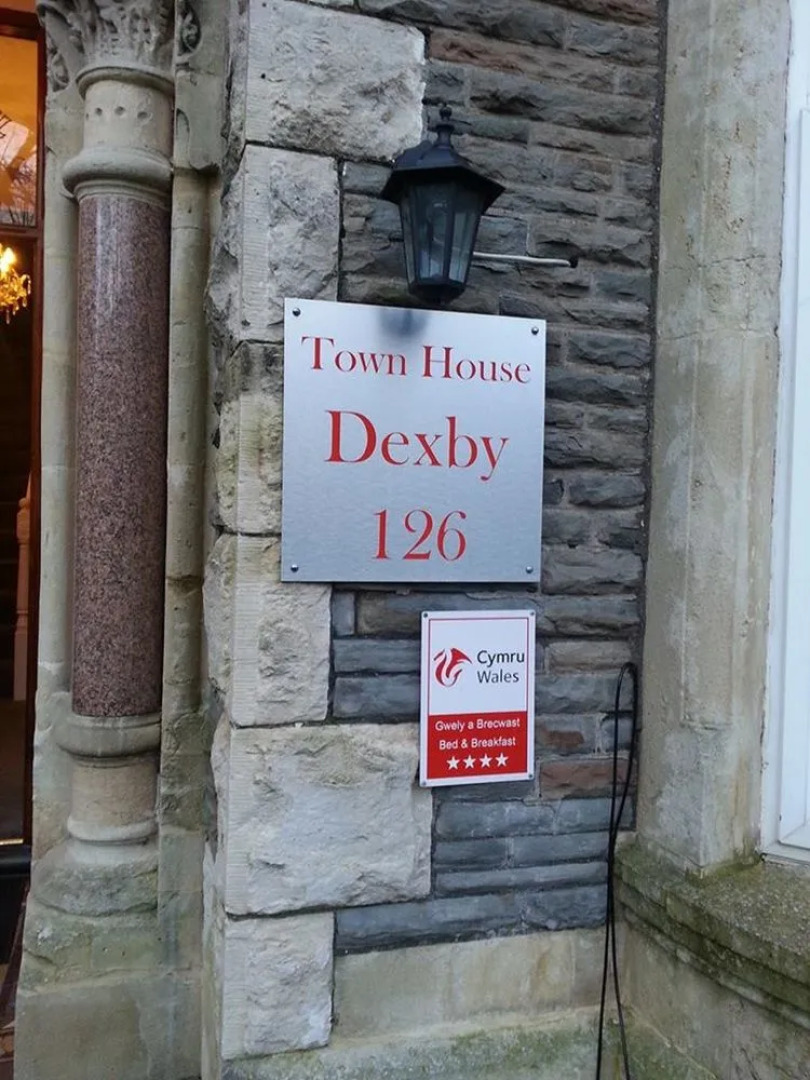 Town House
Dexby
126
Cymru
Wales
Gwely a Brecwast
Bed & Breakfast